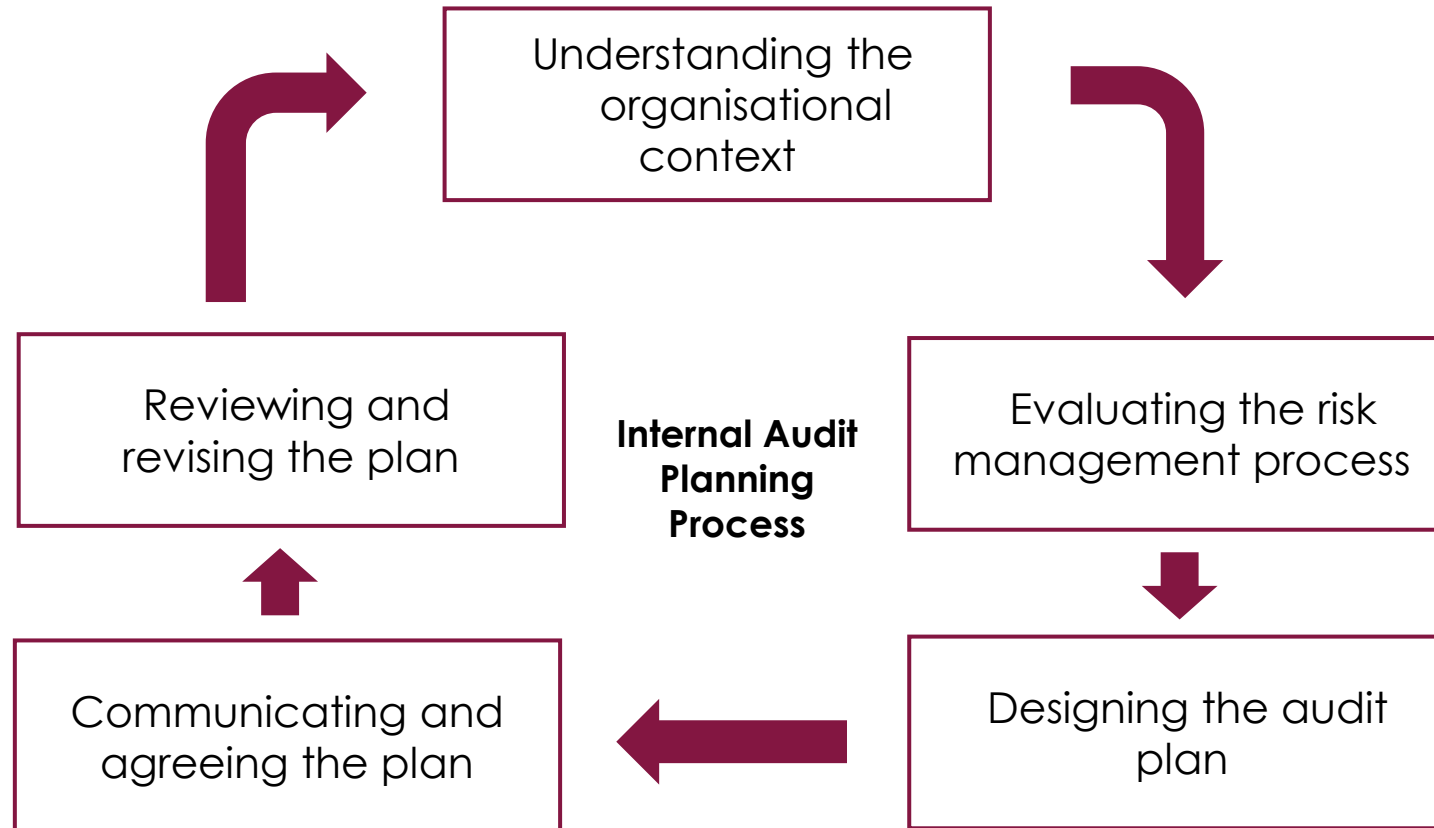 Understanding the
organisational
context
Evaluating the risk
management process
Designing the audit
plan
Communicating and
agreeing the plan
Reviewing and
revising the plan
Internal Audit
Planning
Process